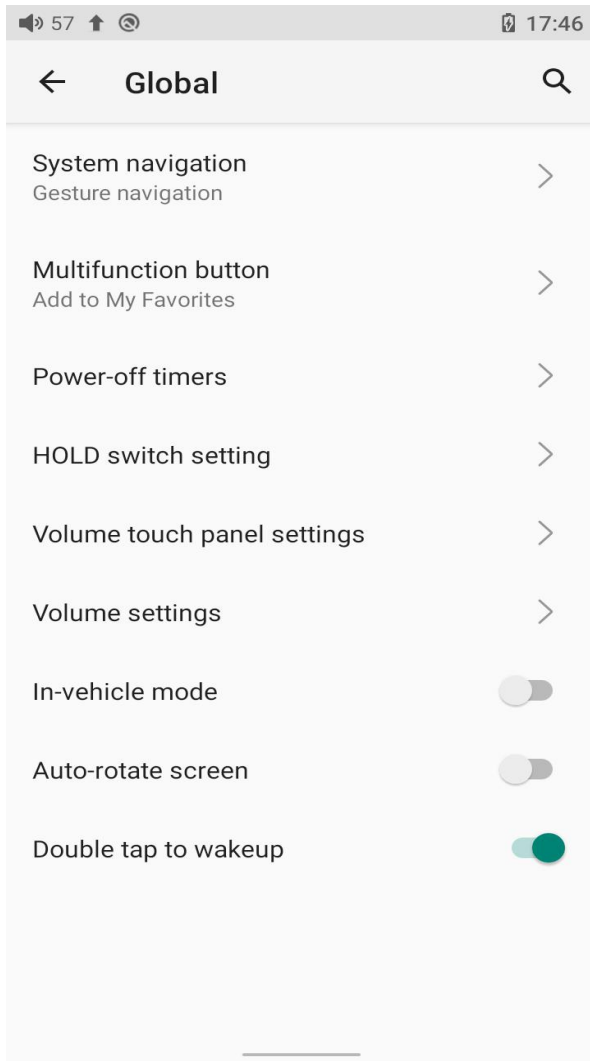 57
17:46
Global
System navigation
Gesture navigation
Multifunction button
Add to My Favorites
Power-off timers
HOLD switch setting
Volume touch panel settings
Volume settings
In-vehicle mode
Auto-rotate screen
Double tap to wakeup